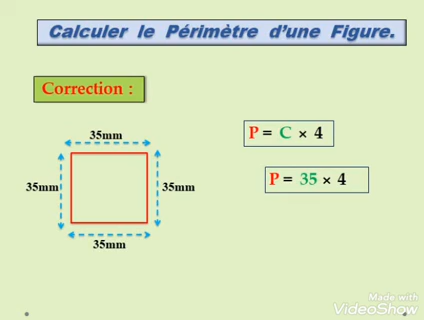 Calculer le Périmètre d'une Figure.
Correction :
35mm
35mm
35mm
35mm
P = C × 4
P = 35 × 4
Made with
VideoShow